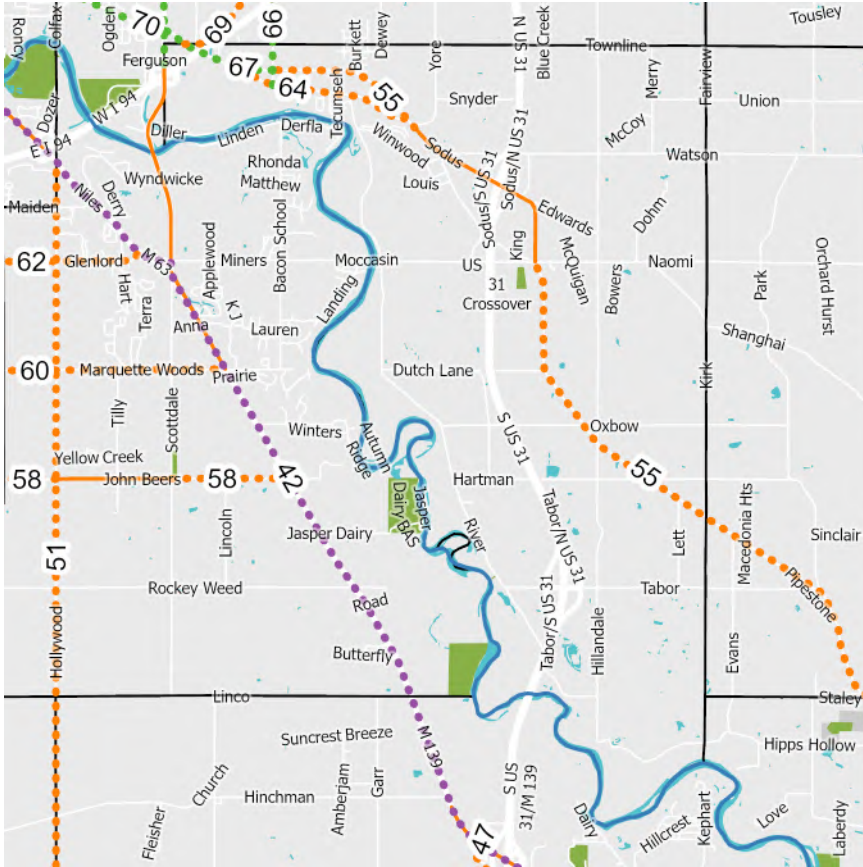 Roncy
Colfax
Ogden
70
69
66
Burkett
Dewey
Yore
N US 31
Blue Creek
Tousley
Townline
Ferguson
67
64
55
Tecumseh
Merry
Fairview
Snyder
Union
Dozer
W I 94
Diller
Linden
Derfla
Winwood
Sodus
McCoy
E I 94
Watson
Rhonda
Matthew
Louis
Wyndwicke
Sopus/S US 31
Sodus/N US 31
Niles
Derry
Maiden
Edwards
Dohm
Applewood
Bacon School
King
McQuigan
62
Glenlord
M 63
Miners
Moccasin
US
31
Crossover
Naomi
Bowers
Park
Orchard Hurst
Hart
Terra
K J
Landing
Anna
Lauren
Shanghai
60
Marquette Woods
Prairie
Dutch Lane
Kirk
Tilly
Scottdale
Winters
Autumn
Ridge
S US 31
Oxbow
Yellow Creek
58
John Beers
58
42
Hartman
55
Jasper
Dairy BAS
Lincoln
Jasper Dairy
River
Tabor/N US 31
Lett
Macedonia Hts
Sinclair
51
Rockey Weed
Road
Tabor
Pipestone
Hollywood
Butterfly
Tabor/S US 31
Hillandale
Evans
Linco
Staley
Suncrest Breeze
M 139
Hipps Hollow
Church
Hinchman
Amberjam
Garr
S US
31/M 139
Fleisher
47
Dairy
Hillcrest
Kephart
Love
Laberdy